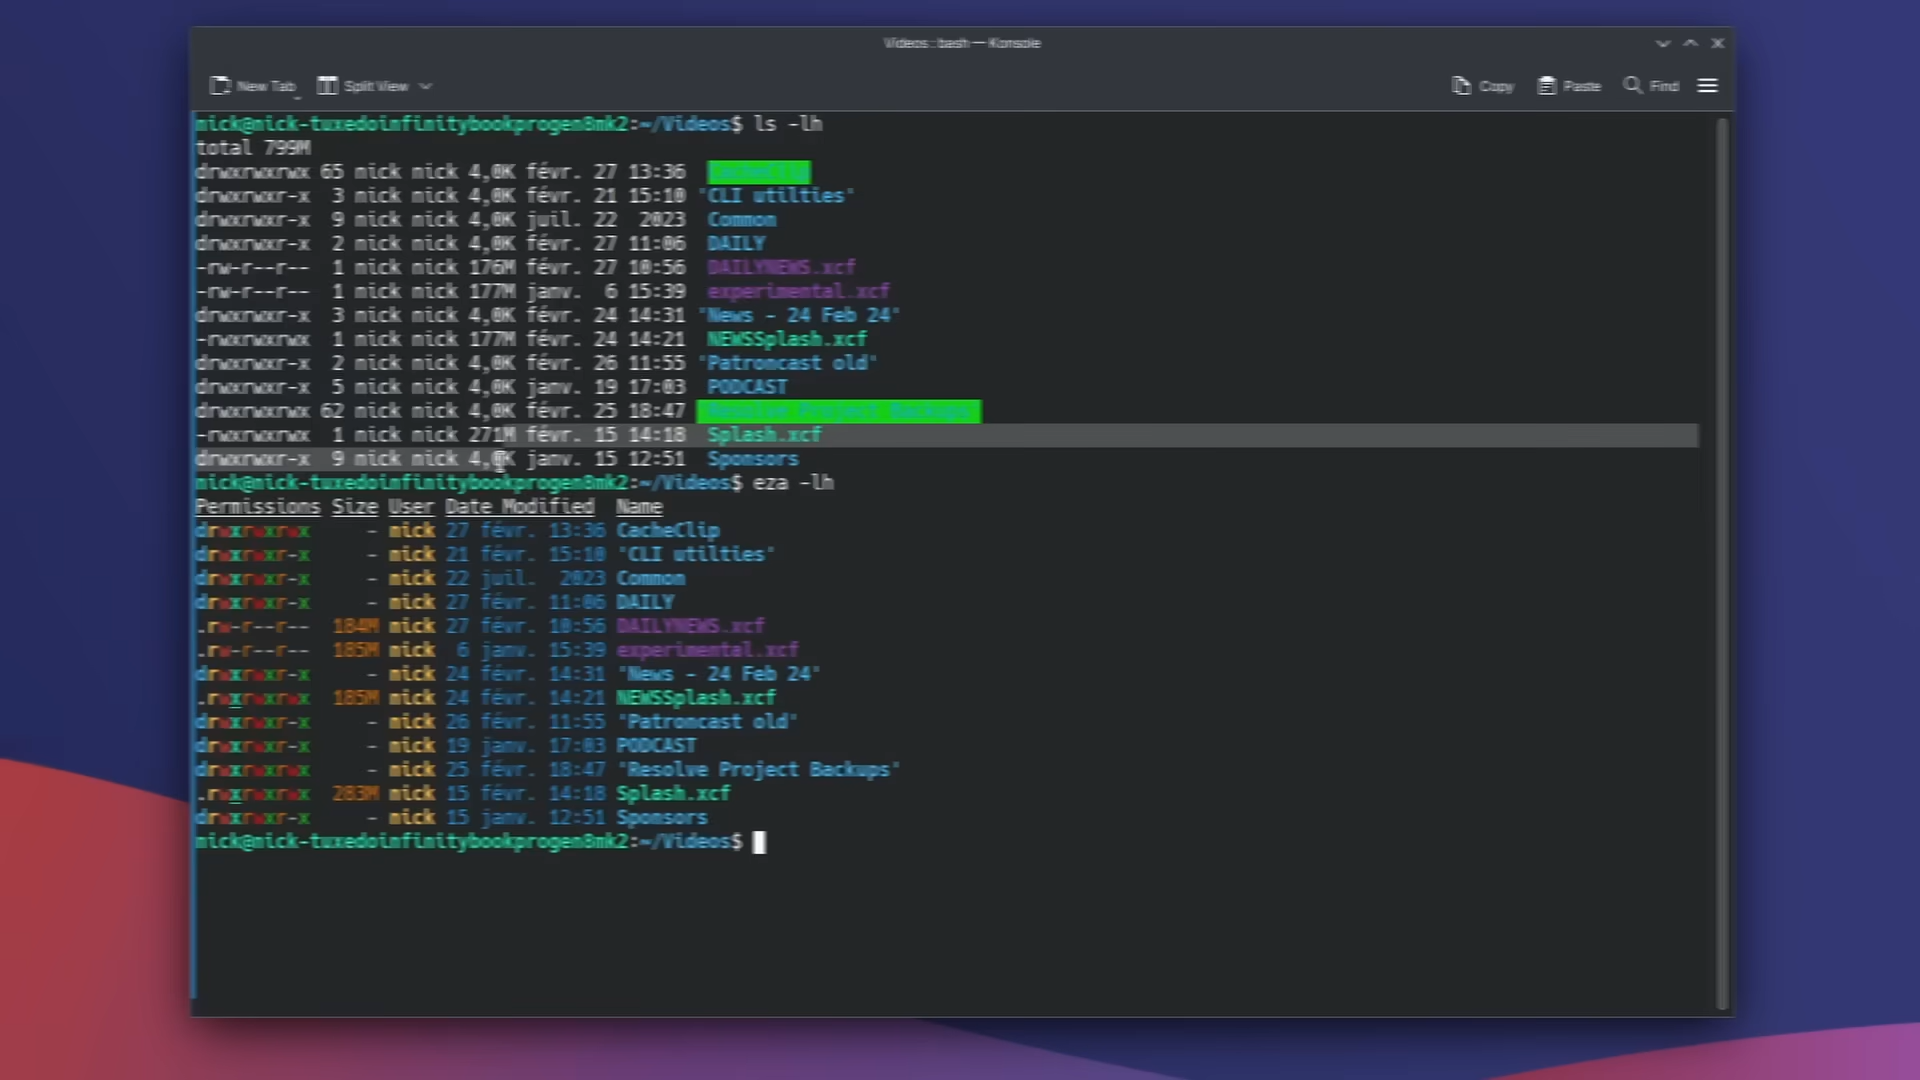 Videos : bash — Konsole
New Tab Split View Copy Paste Find
nick@nick-tuxedoinfinitybookprogen8mk2:~/Videos$ ls -lh
total 799M
drwxrwxrwx 65 nick nick 4,0K févr. 27 13:36 CacheClip
drwxrwxr-x 3 nick nick 4,0K févr. 21 15:10 'CLI utilties'
drwxrwxr-x 9 nick nick 4,0K juil. 22 2023 Common
drwxrwxr-x 2 nick nick 4,0K févr. 27 11:06 DAILY
-rw-r--r-- 1 nick nick 176M févr. 27 10:56 DAILYNEWS.xcf
-rw-r--r-- 1 nick nick 177M janv. 6 15:39 experimental.xcf
drwxrwxr-x 3 nick nick 4,0K févr. 24 14:31 'News - 24 Feb 24'
-rwxrwxrwx 1 nick nick 177M févr. 24 14:21 NEWSSplash.xcf
drwxrwxr-x 2 nick nick 4,0K févr. 26 11:55 'Patroncast old'
drwxrwxr-x 5 nick nick 4,0K janv. 19 17:03 PODCAST
drwxrwxrwx 62 nick nick 4,0K févr. 25 18:47 'Resolve Project Backups'
-rwxrwxrwx 1 nick nick 271M févr. 15 14:18 Splash.xcf
drwxrwxr-x 9 nick nick 4,0K janv. 15 12:51 Sponsors
nick@nick-tuxedoinfinitybookprogen8mk2:~/Videos$ eza -lh
Permissions Size User Date Modified Name
drwxrwxrwx - nick 27 févr. 13:36 CacheClip
drwxrwxr-x - nick 21 févr. 15:10 'CLI utilties'
drwxrwxr-x - nick 22 juil. 2023 Common
drwxrwxr-x - nick 27 févr. 11:06 DAILY
.rw-r--r-- 184M nick 27 févr. 10:56 DAILYNEWS.xcf
.rw-r--r-- 185M nick 6 janv. 15:39 experimental.xcf
drwxrwxr-x - nick 24 févr. 14:31 'News - 24 Feb 24'
.rwxrwxrwx 185M nick 24 févr. 14:21 NEWSSplash.xcf
drwxrwxr-x - nick 26 févr. 11:55 'Patroncast old'
drwxrwxr-x - nick 19 janv. 17:03 PODCAST
drwxrwxrwx - nick 25 févr. 18:47 'Resolve Project Backups'
.rwxrwxrwx 283M nick 15 févr. 14:18 Splash.xcf
drwxrwxr-x - nick 15 janv. 12:51 Sponsors
nick@nick-tuxedoinfinitybookprogen8mk2:~/Videos$